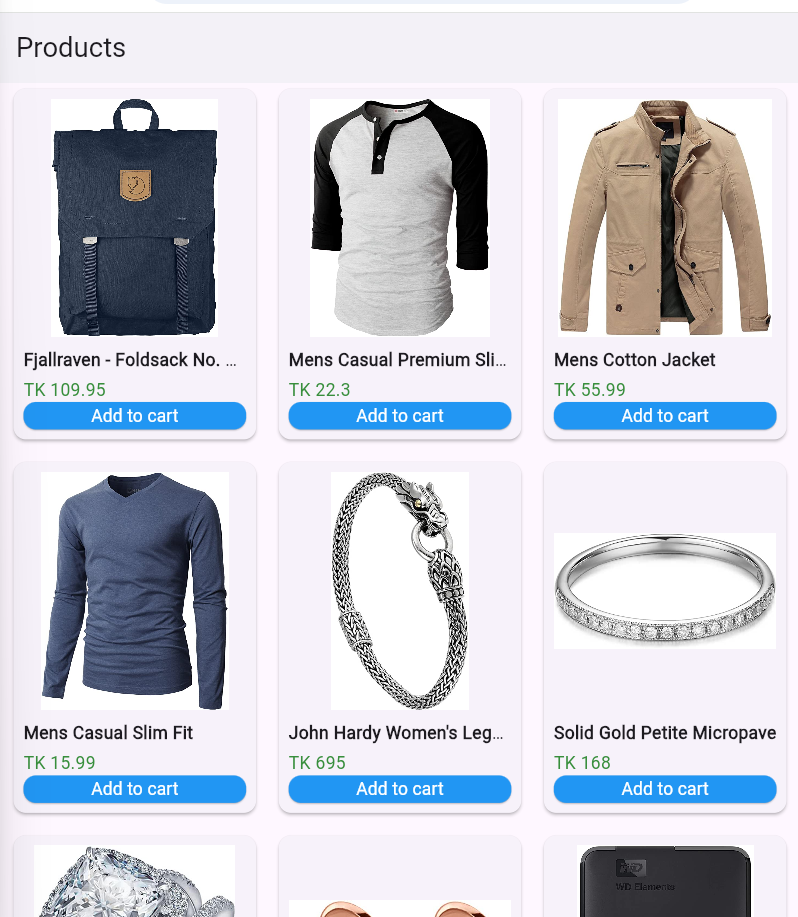 Products
Fjallraven - Foldsack No. ...
Mens Casual Premium Sli...
Mens Cotton Jacket
TK 109.95
TK 22.3
TK 55.99
Add to cart
Add to cart
Add to cart
Mens Casual Slim Fit
John Hardy Women's Leg...
Solid Gold Petite Micropave
TK 15.99
TK 695
TK 168
Add to cart
Add to cart
Add to cart
WD
WD Elements